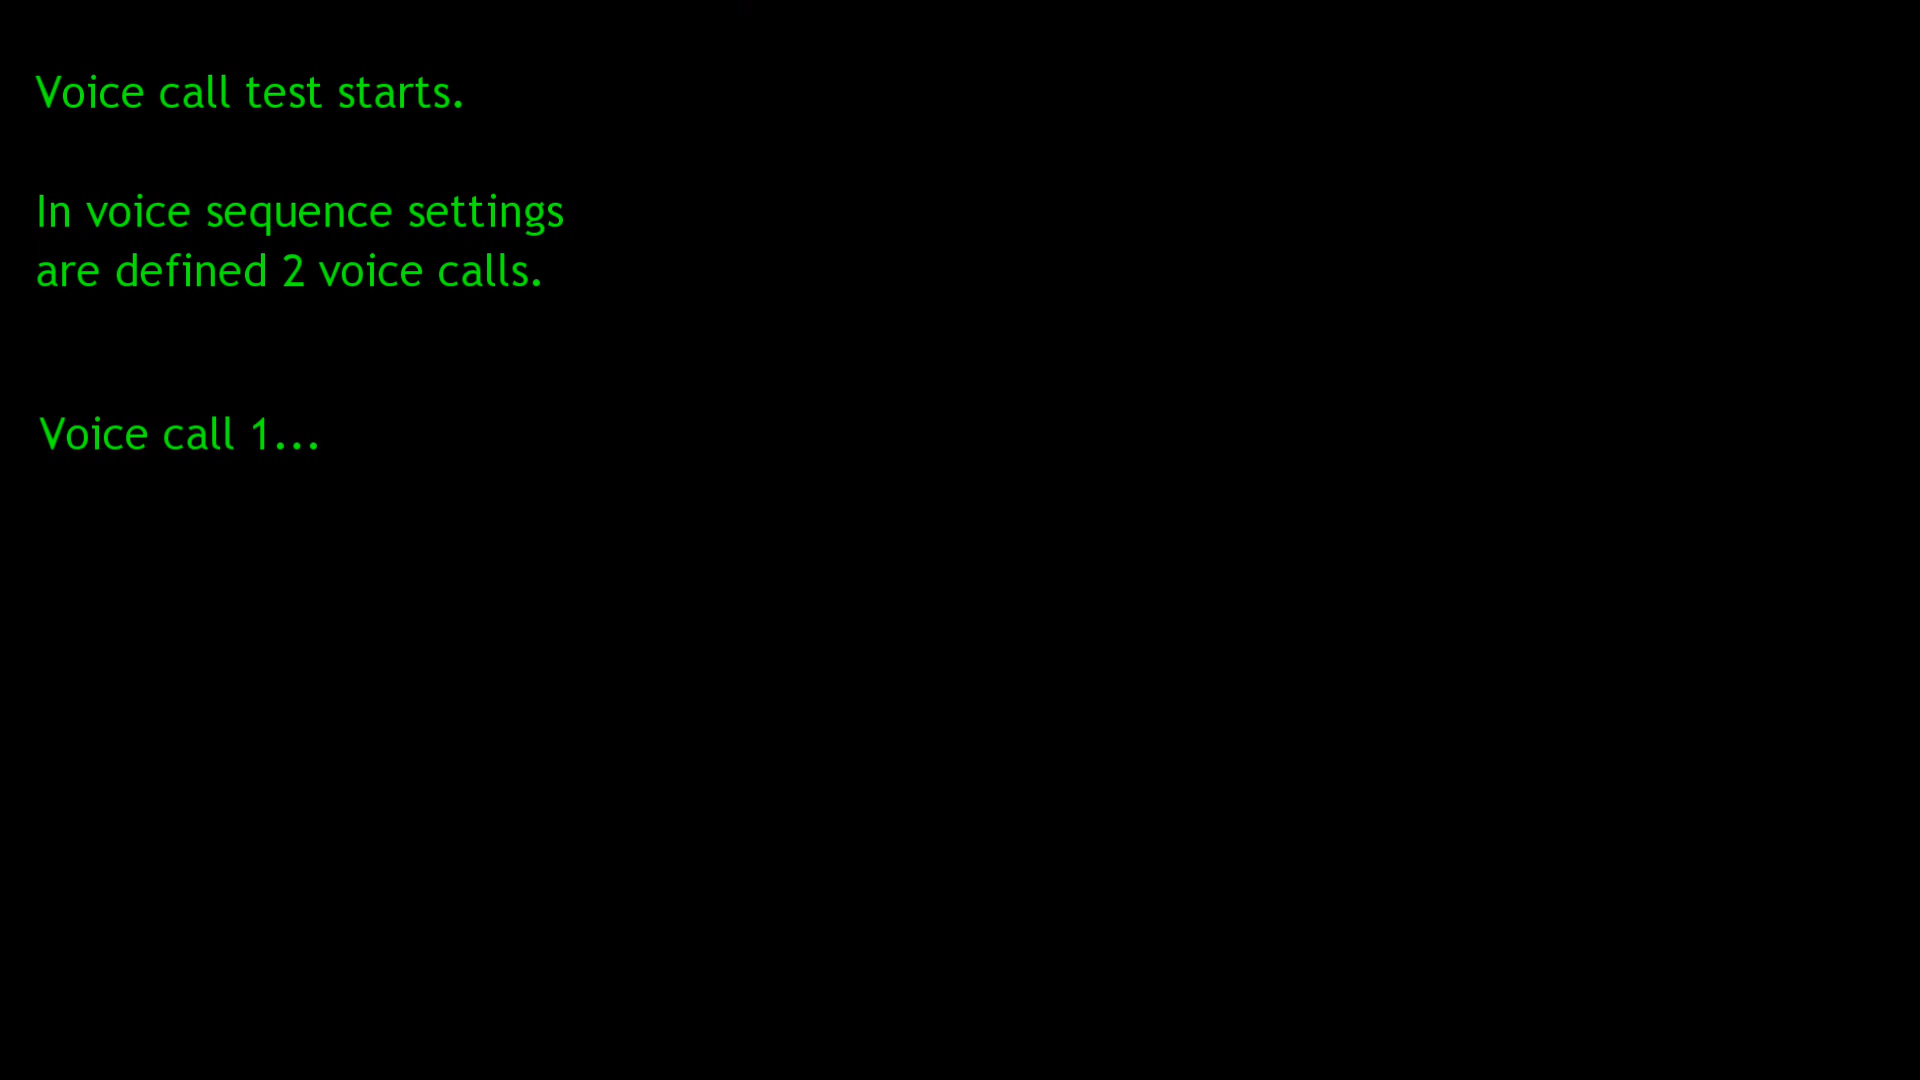 Voice call test starts.
In voice sequence settings
are defined 2 voice calls.
Voice call 1...